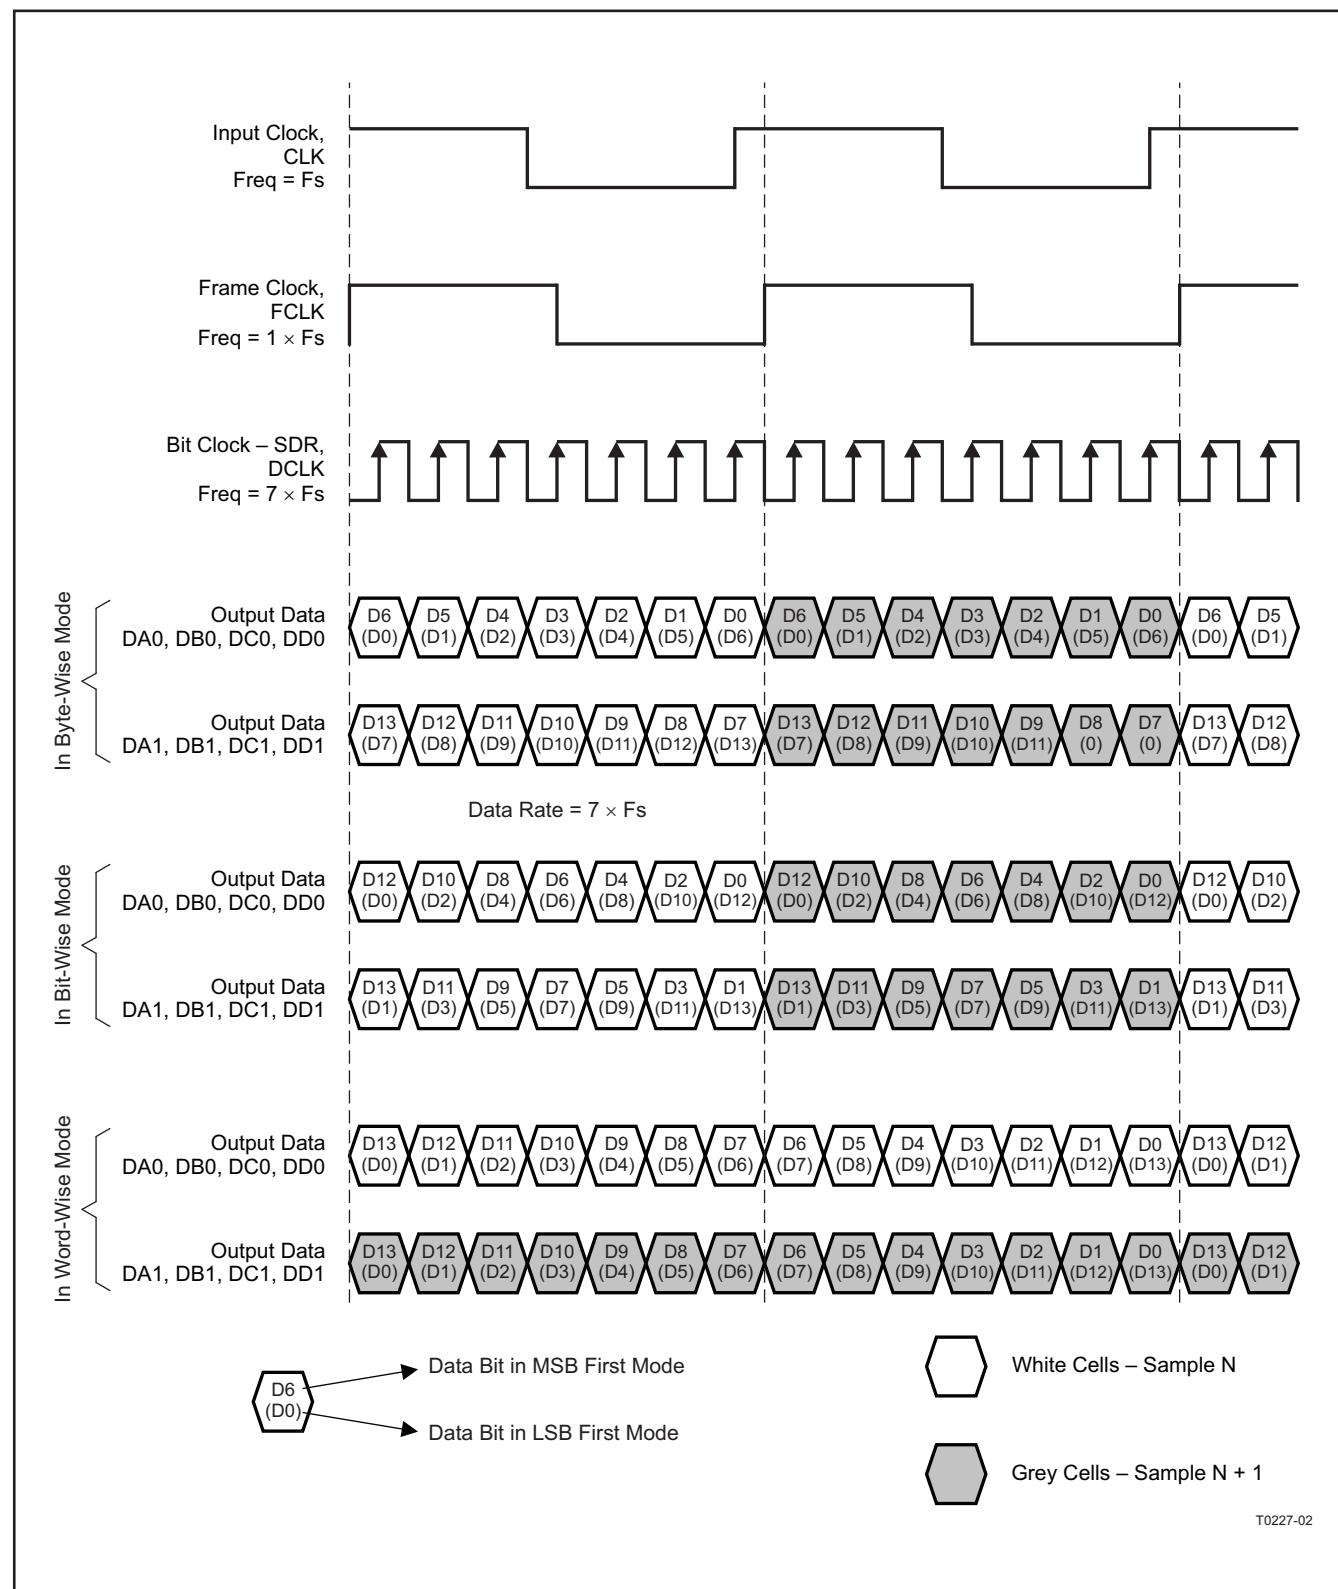 Input Clock,
CLK
Freq = Fs
Frame Clock,
FCLK
Freq = 1 × Fs
Bit Clock – SDR,
DCLK
Freq = 7 × Fs
In Byte-Wise Mode
Output Data
DA0, DB0, DC0, DD0
D6 D5 D4 D3 D2 D1 D0 D6 D5 D4 D3 D2 D1 D0 D6 D5
(D0) (D1) (D2) (D3) (D4) (D5) (D6) (D0) (D1) (D2) (D3) (D4) (D5) (D6) (D0) (D1)
Output Data
DA1, DB1, DC1, DD1
D13 D12 D11 D10 D9 D8 D7 D13 D12 D11 D10 D9 D8 D7 D13 D12
(D7) (D8) (D9) (D10) (D11) (D12) (D13) (D7) (D8) (D9) (D10) (D11) (0) (0) (D7) (D8)
Data Rate = 7 × Fs
In Bit-Wise Mode
Output Data
DA0, DB0, DC0, DD0
D12 D10 D8 D6 D4 D2 D0 D12 D10 D8 D6 D4 D2 D0 D12 D10
(D0) (D2) (D4) (D6) (D8) (D10) (D12) (D0) (D2) (D4) (D6) (D8) (D10) (D12) (D0) (D2)
Output Data
DA1, DB1, DC1, DD1
D13 D11 D9 D7 D5 D3 D1 D13 D11 D9 D7 D5 D3 D1 D13 D11
(D1) (D3) (D5) (D7) (D9) (D11) (D13) (D1) (D3) (D5) (D7) (D9) (D11) (D13) (D1) (D3)
In Word-Wise Mode
Output Data
DA0, DB0, DC0, DD0
D13 D12 D11 D10 D9 D8 D7 D6 D5 D4 D3 D2 D1 D0 D13 D12
(D0) (D1) (D2) (D3) (D4) (D5) (D6) (D7) (D8) (D9) (D10) (D11) (D12) (D13) (D0) (D1)
Output Data
DA1, DB1, DC1, DD1
D13 D12 D11 D10 D9 D8 D7 D6 D5 D4 D3 D2 D1 D0 D13 D12
(D0) (D1) (D2) (D3) (D4) (D5) (D6) (D7) (D8) (D9) (D10) (D11) (D12) (D13) (D0) (D1)
D6
(D0)
Data Bit in MSB First Mode
Data Bit in LSB First Mode
White Cells – Sample N
Grey Cells – Sample N + 1
T0227-02